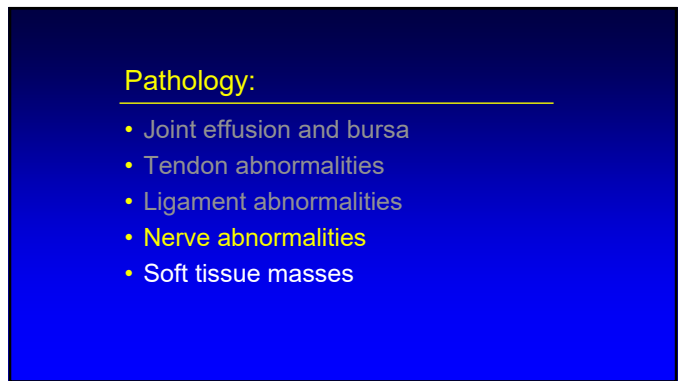 Pathology:
• Joint effusion and bursa
• Tendon abnormalities
• Ligament abnormalities
• Nerve abnormalities
• Soft tissue masses